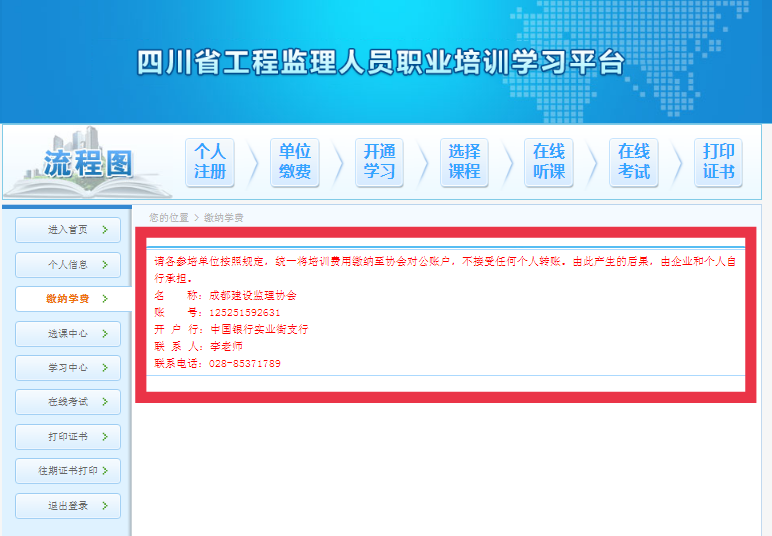 四川省工程监理人员职业培训学习平台
流程图
个人
注册
单位
缴费
开通
学习
选择
课程
在线
听课
在线
考试
打印
证书
您的位置 > 缴纳学费
进入首页
个人信息
缴纳学费
选课中心
学习中心
在线考试
打印证书
往期证书打印
退出登录
请各参培单位按照规定，统一将培训费用缴纳至协会对公账户，不接受任何个人转账。由此产生的后果，由企业和个人自
行承担。
名　　称：成都建设监理协会
账　　号：125251592631
开 户 行：中国银行实业街支行
联 系 人：李老师
联系电话：028-85371789